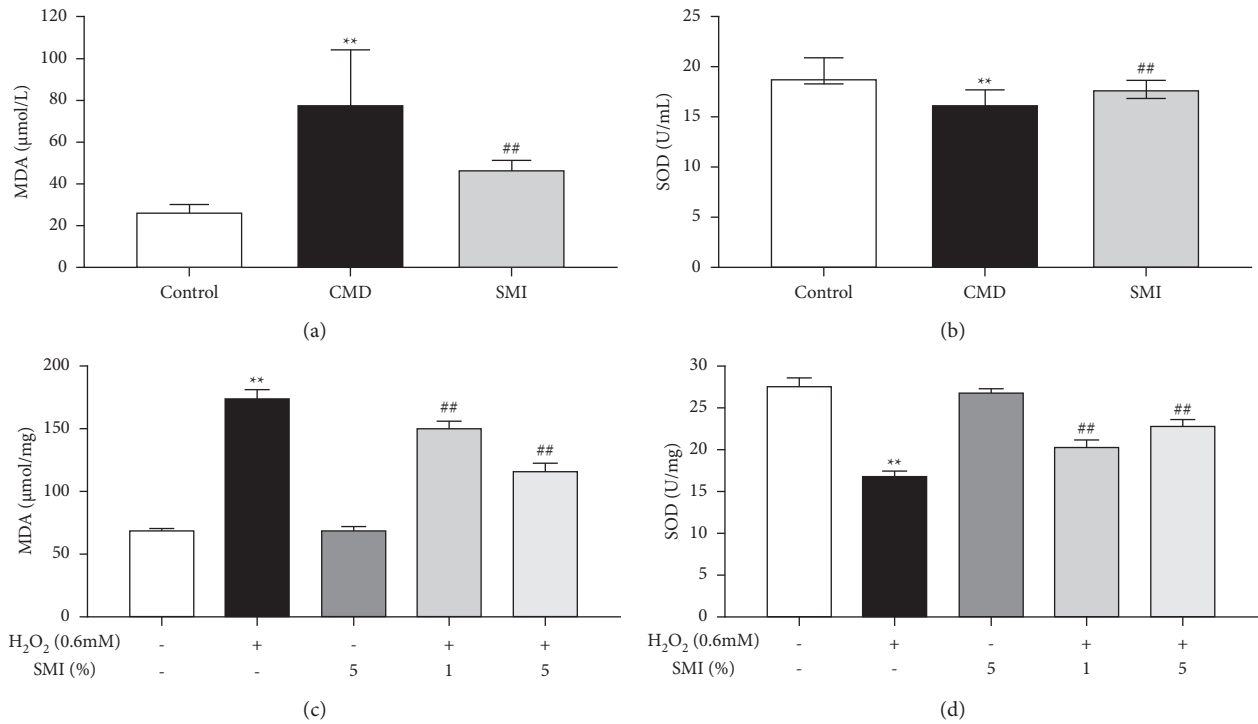 120
100
80
60
40
20
0
MDA (μmol/L)
**
##
Control CMD SMI
(a)
25
20
15
10
5
0
SOD (U/mL)
**
##
Control CMD SMI
(b)
200
150
100
50
0
MDA (μmol/mg)
**
##
##
H₂O₂ (0.6mM) - + - + +
SMI (%) - - 5 1 5
(c)
30
25
20
15
10
5
0
SOD (U/mg)
**
##
##
H₂O₂ (0.6mM) - + - + +
SMI (%) - - 5 1 5
(d)